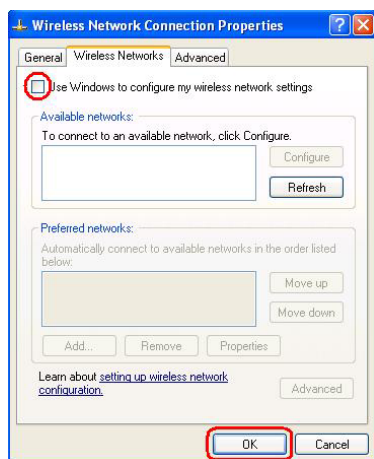 Wireless Network Connection Properties
General Wireless Networks Advanced
Use Windows to configure my wireless network settings
Available networks:
To connect to an available network, click Configure.
Configure
Refresh
Preferred networks:
Automatically connect to available networks in the order listed
below:
Move up
Move down
Add... Remove Properties
Learn about setting up wireless network
configuration.
Advanced
OK Cancel